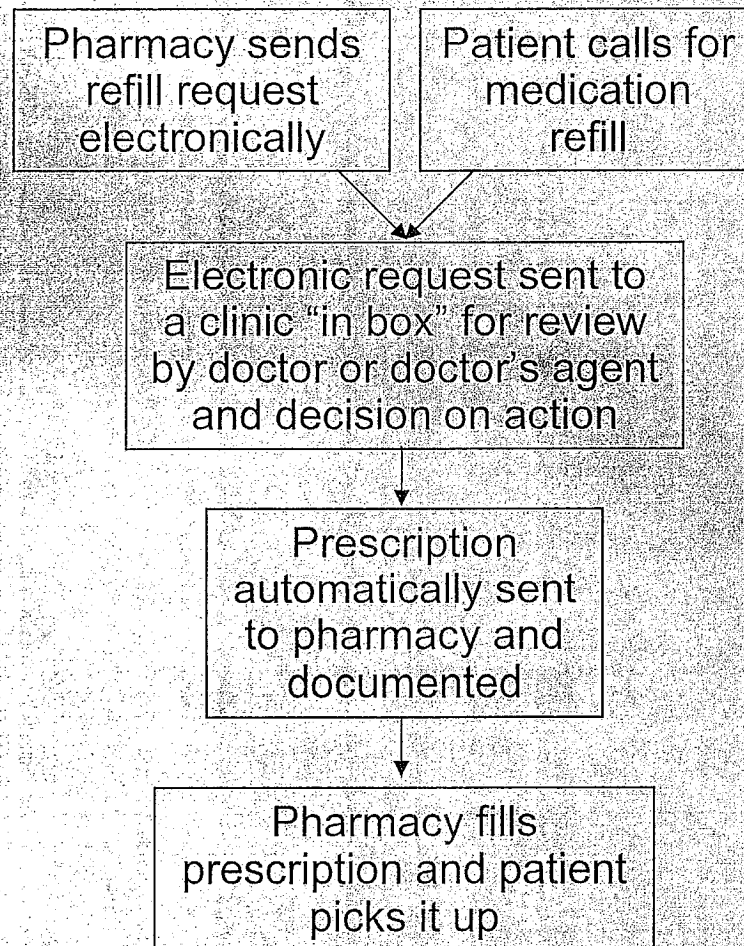 Pharmacy sends
refill request
electronically
Patient calls for
medication
refill
Electronic request sent to
a clinic “in box” for review
by doctor or doctor’s agent
and decision on action
Prescription
automatically sent
to pharmacy and
documented
Pharmacy fills
prescription and patient
picks it up